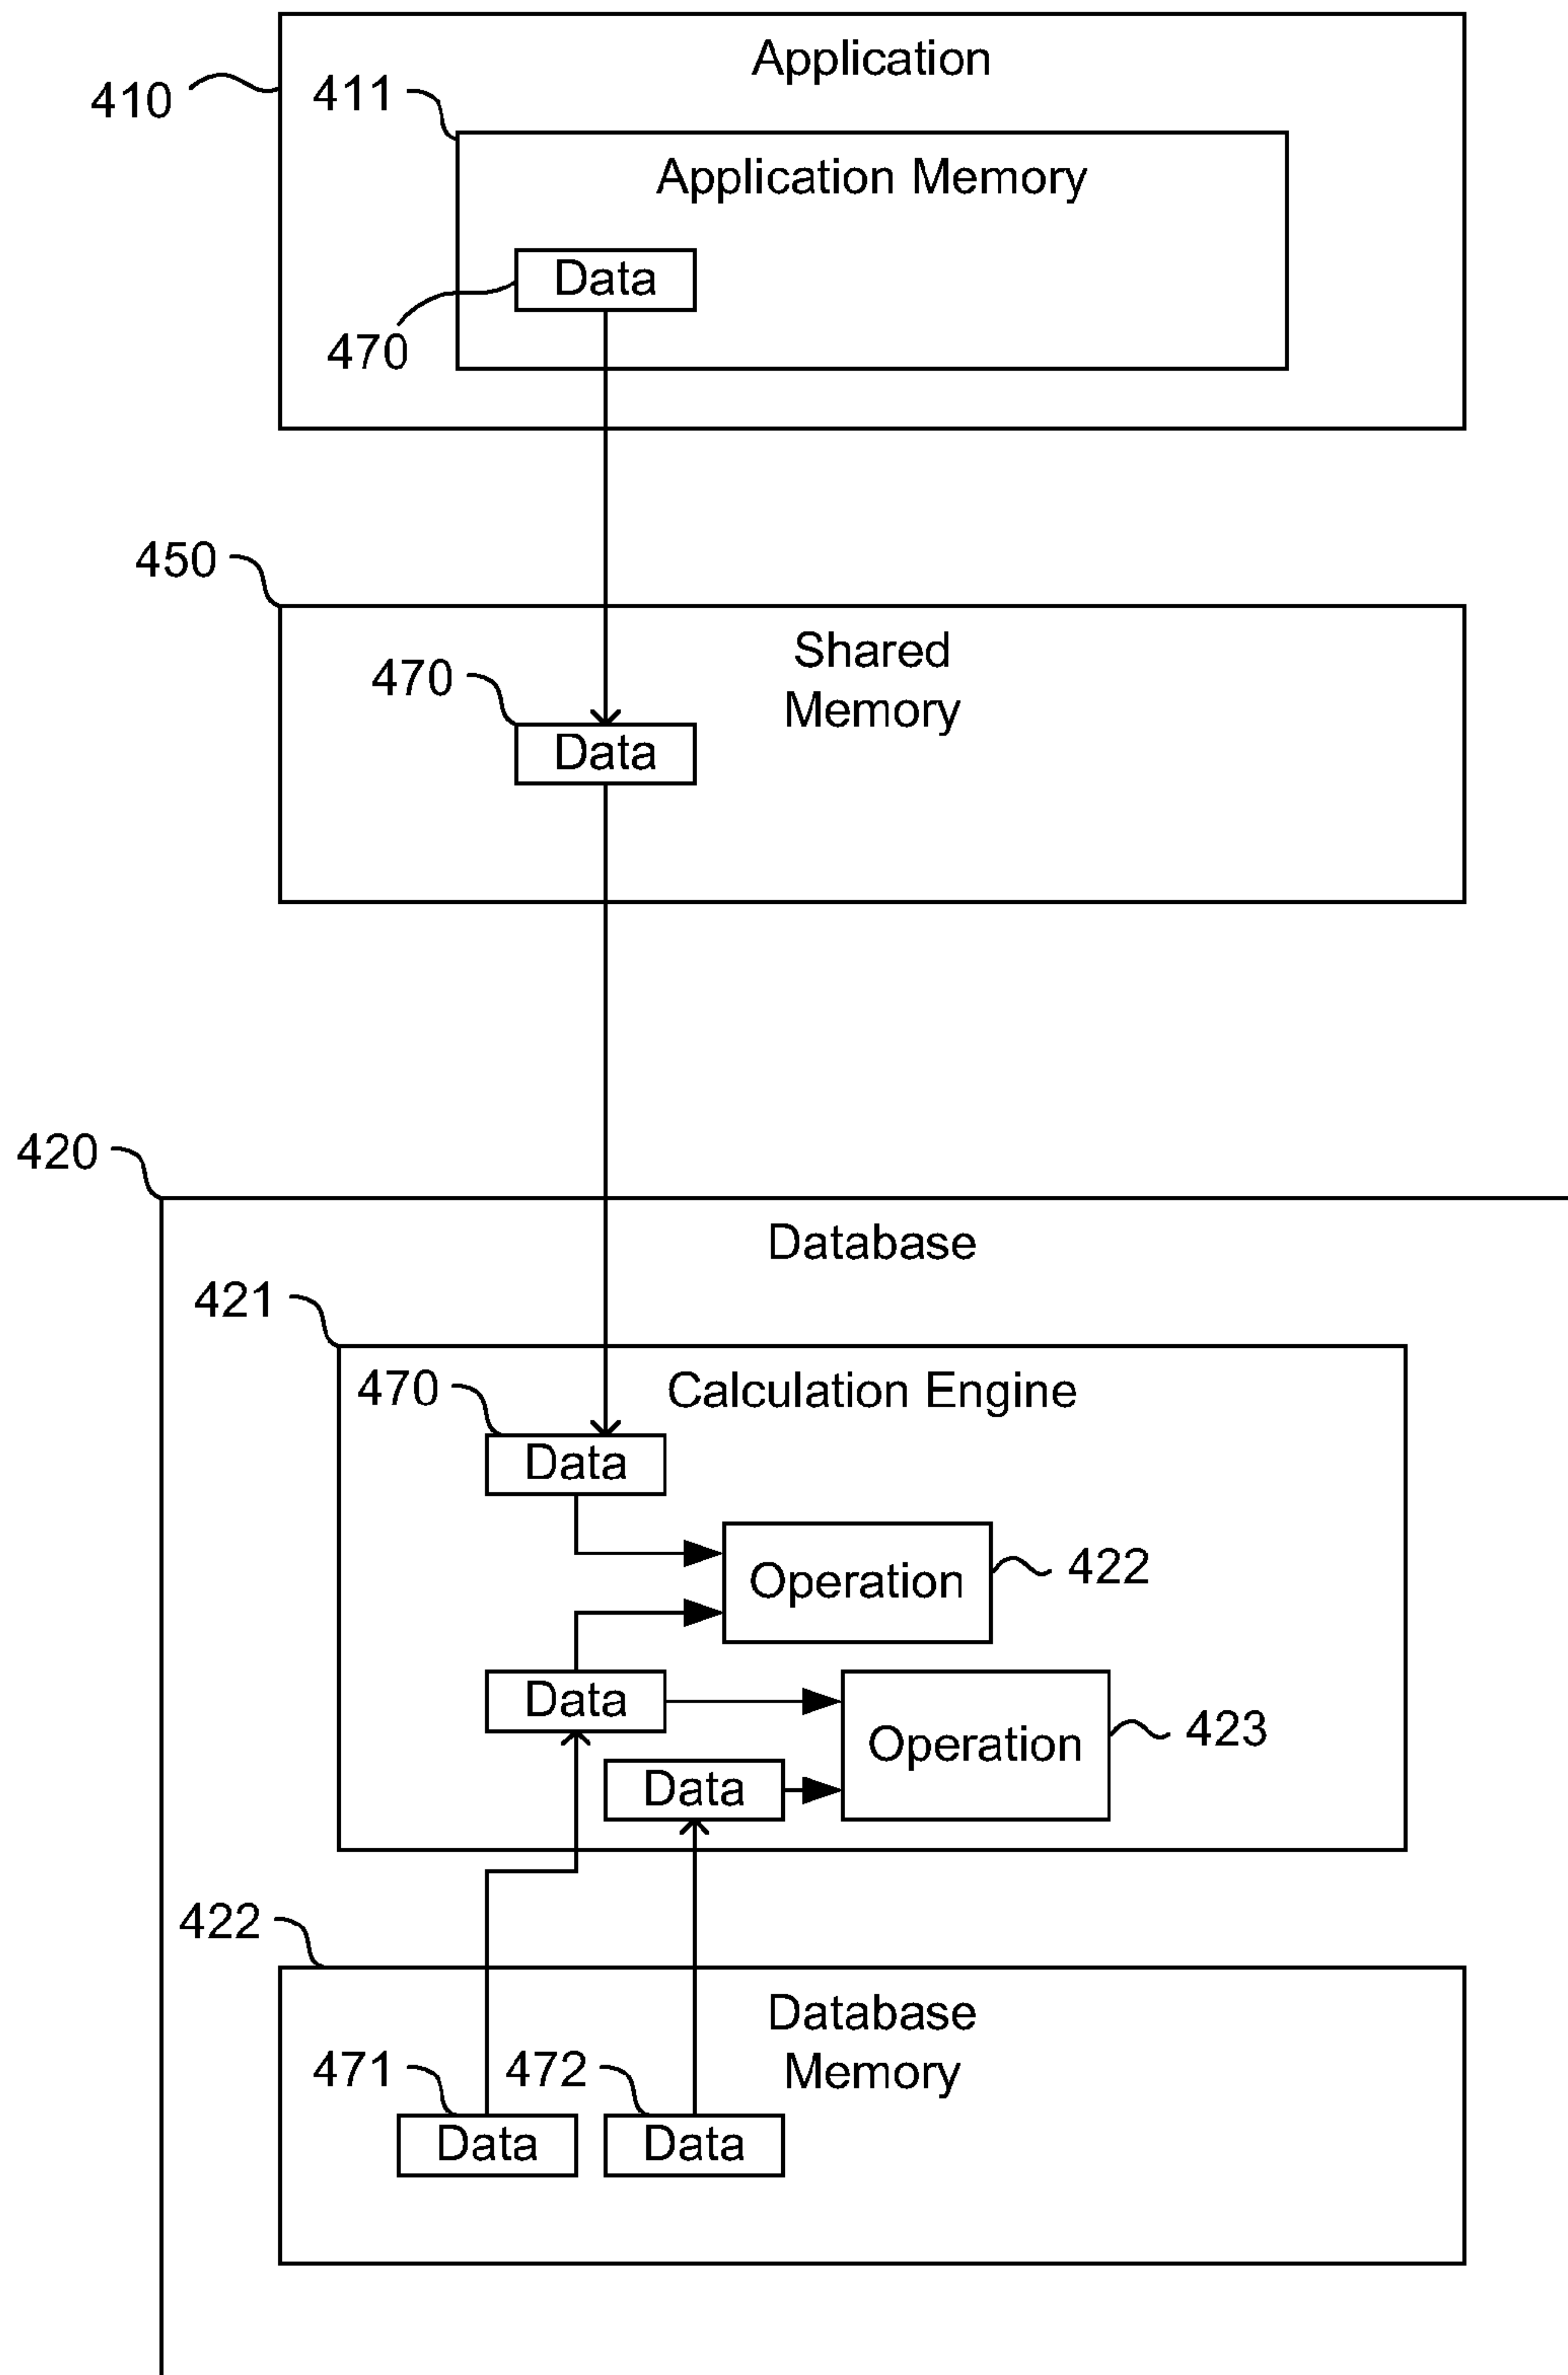 Application
410
411
Application Memory
Data
470
450
Shared
Memory
470
Data
420
Database
421
470
Calculation Engine
Data
Operation
422
Data
Operation
423
Data
422
Database
Memory
471
472
Data
Data